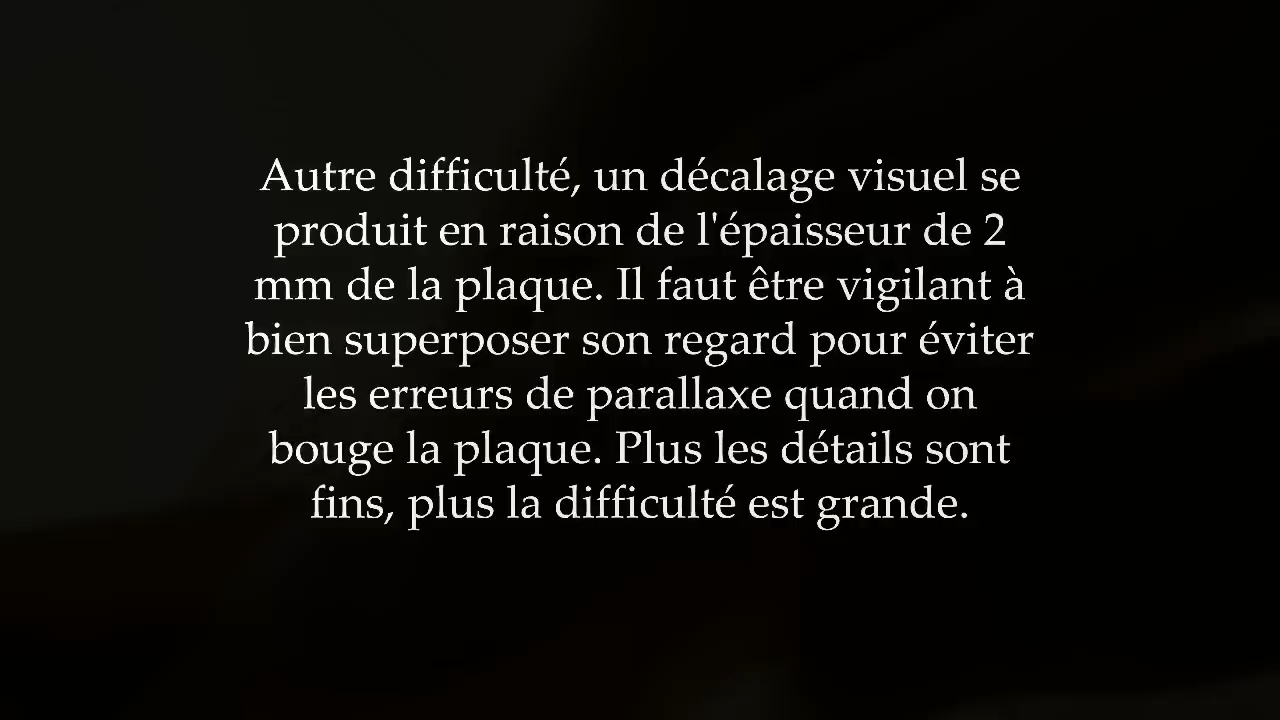 Autre difficulté, un décalage visuel se
produit en raison de l'épaisseur de 2
mm de la plaque. Il faut être vigilant à
bien superposer son regard pour éviter
les erreurs de parallaxe quand on
bouge la plaque. Plus les détails sont
fins, plus la difficulté est grande.